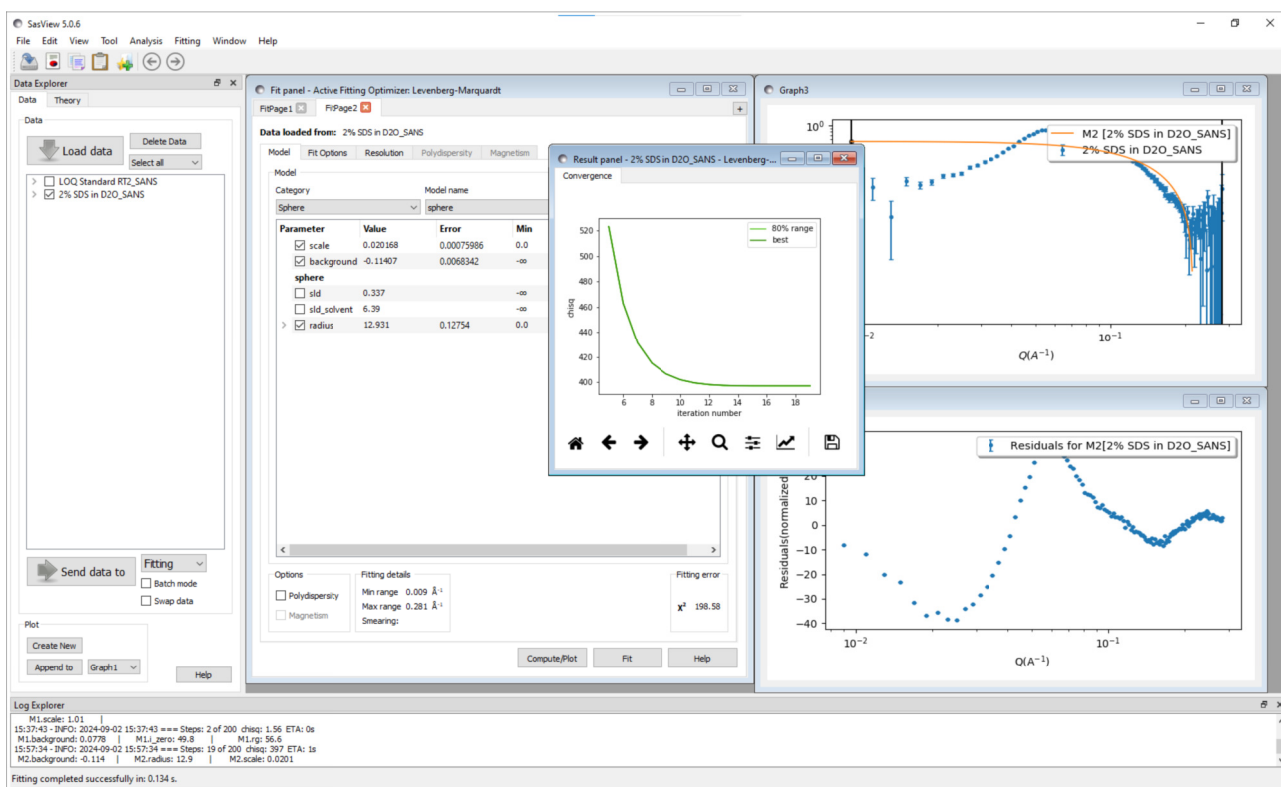 SasView 5.0.6
File Edit View Tool Analysis Fitting Window Help
Data Explorer
Data Theory
Data
Load data
Delete Data
Select all
LOQ Standard RT2_SANS
2% SDS in D2O_SANS
Send data to
Fitting
Batch mode
Swap data
Plot
Create New
Append to Graph1
Help
Fit panel - Active Fitting Optimizer: Levenberg-Marquardt
FitPage1 FitPage2
Data loaded from: 2% SDS in D2O_SANS
Model Fit Options Resolution Polydispersity Magnetism
Model
Category Model name
Sphere sphere
Parameter Value Error Min
scale 0.020168 0.00075986 0.0
background -0.11407 0.0068342 -∞
sphere
sld 0.337 -∞
sld_solvent 6.39 -∞
radius 12.931 0.12754 0.0
Options
Polydispersity
Magnetism
Fitting details
Min range 0.009 Å⁻¹
Max range 0.281 Å⁻¹
Smearing:
Fitting error
χ² 198.58
Compute/Plot Fit Help
Result panel - 2% SDS in D2O_SANS - Levenberg-...
Convergence
80% range
best
520
500
480
460
440
420
400
chisq
6 8 10 12 14 16 18
iteration number
Graph3
M2 [2% SDS in D2O_SANS]
2% SDS in D2O_SANS
10⁰
10⁻¹
Q(A⁻¹)
Residuals for M2[2% SDS in D2O_SANS]
20
10
0
−10
−20
−30
−40
Residuals(normalized
10⁻² 10⁻¹
Q(A⁻¹)
Log Explorer
M1.scale: 1.01 |
15:37:43 - INFO: 2024-09-02 15:37:43 === Steps: 2 of 200 chisq: 1.56 ETA: 0s
M1.background: 0.0778 | M1.i_zero: 49.8 | M1.rg: 56.6
15:57:34 - INFO: 2024-09-02 15:57:34 === Steps: 19 of 200 chisq: 397 ETA: 1s
M2.background: -0.114 | M2.radius: 12.9 | M2.scale: 0.0201
Fitting completed successfully in: 0.134 s.